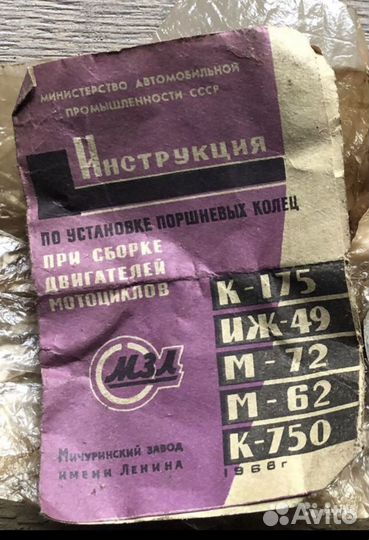 МИНИСТЕРСТВО АВТОМОБИЛЬНОЙ
ПРОМЫШЛЕННОСТИ СССР
ИНСТРУКЦИЯ
ПО УСТАНОВКЕ ПОРШНЕВЫХ КОЛЕЦ
ПРИ СБОРКЕ
ДВИГАТЕЛЕЙ
МОТОЦИКЛОВ
К-175
ИЖ-49
М-72
М-62
К-750
МЗЛ
МИЧУРИНСКИЙ ЗАВОД
ИМЕНИ ЛЕНИНА
1968г
Avito